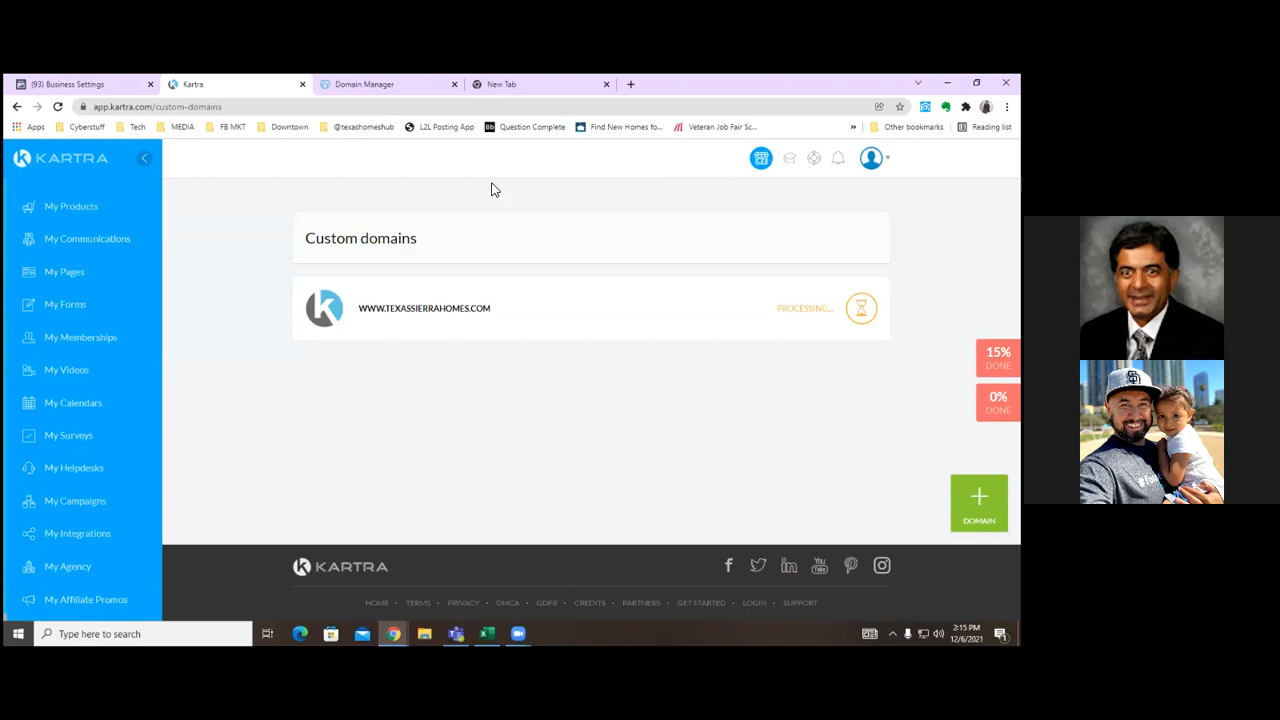 (93) Business Settings
Kartra
Domain Manager
New Tab
app.kartra.com/custom-domains
Apps
Cyberstuff
Tech
MEDIA
FB MKT
Downtown
@texashomeshub
L2L Posting App
Bb Question Complete
Find New Homes fo...
Veteran Job Fair Sc...
»
Other bookmarks
Reading list
KARTRA
My Products
My Communications
My Pages
My Forms
My Memberships
My Videos
My Calendars
My Surveys
My Helpdesks
My Campaigns
My Integrations
My Agency
My Affiliate Promos
Custom domains
WWW.TEXASSIERRAHOMES.COM
PROCESSING...
15%
DONE
0%
DONE
+
DOMAIN
KARTRA
HOME
TERMS
PRIVACY
DMCA
GDPR
CREDITS
PARTNERS
GET STARTED
LOGIN
SUPPORT
Type here to search
2:15 PM
12/6/2021